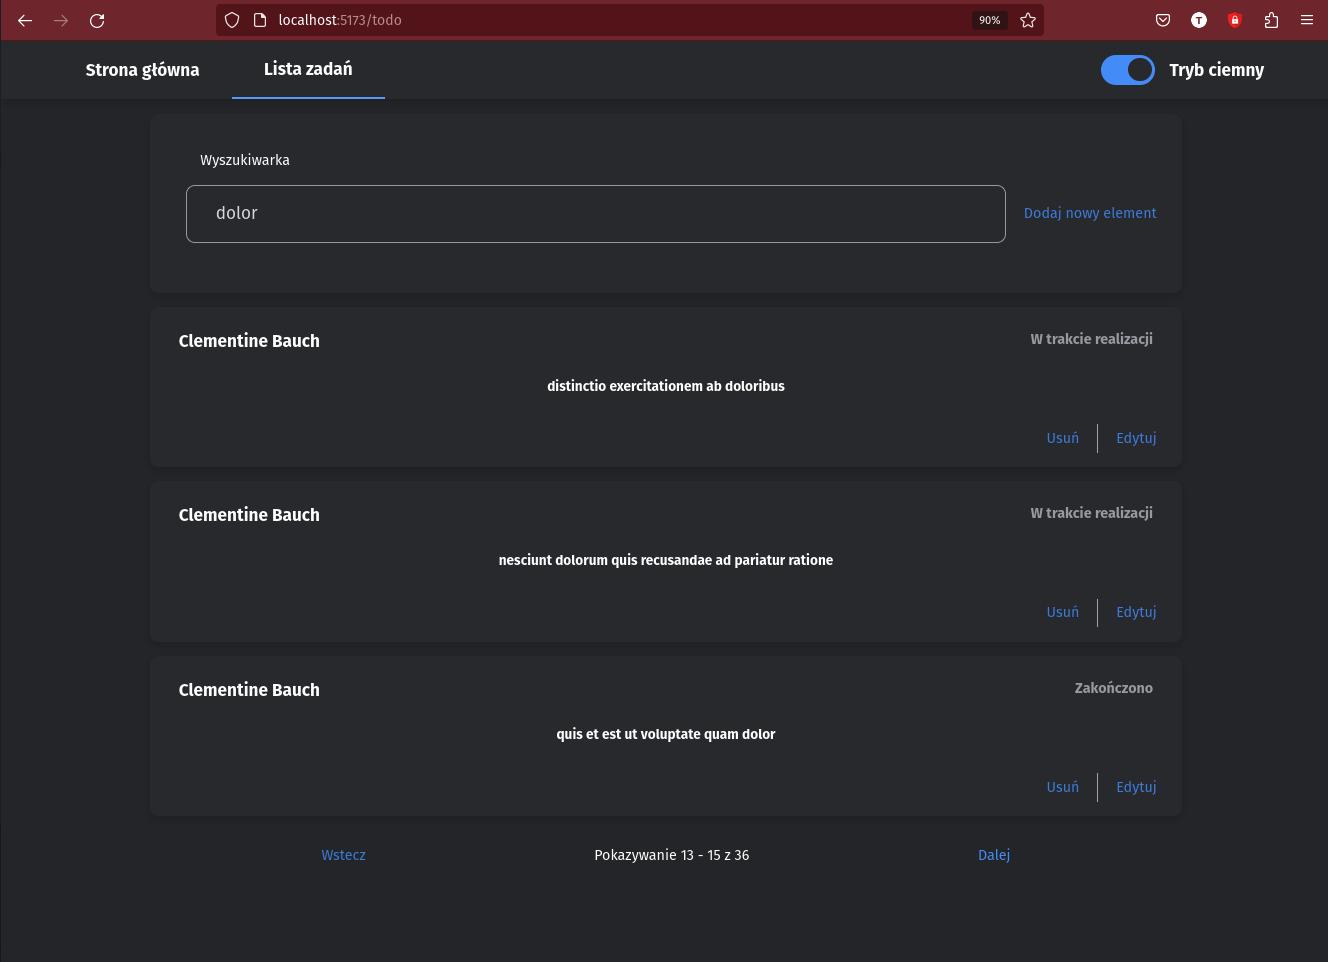 localhost:5173/todo
90%
T
Strona główna
Lista zadań
Tryb ciemny
Wyszukiwarka
dolor
Dodaj nowy element
Clementine Bauch
W trakcie realizacji
distinctio exercitationem ab doloribus
Usuń
Edytuj
Clementine Bauch
W trakcie realizacji
nesciunt dolorum quis recusandae ad pariatur ratione
Usuń
Edytuj
Clementine Bauch
Zakończono
quis et est ut voluptate quam dolor
Usuń
Edytuj
Wstecz
Pokazywanie 13 - 15 z 36
Dalej